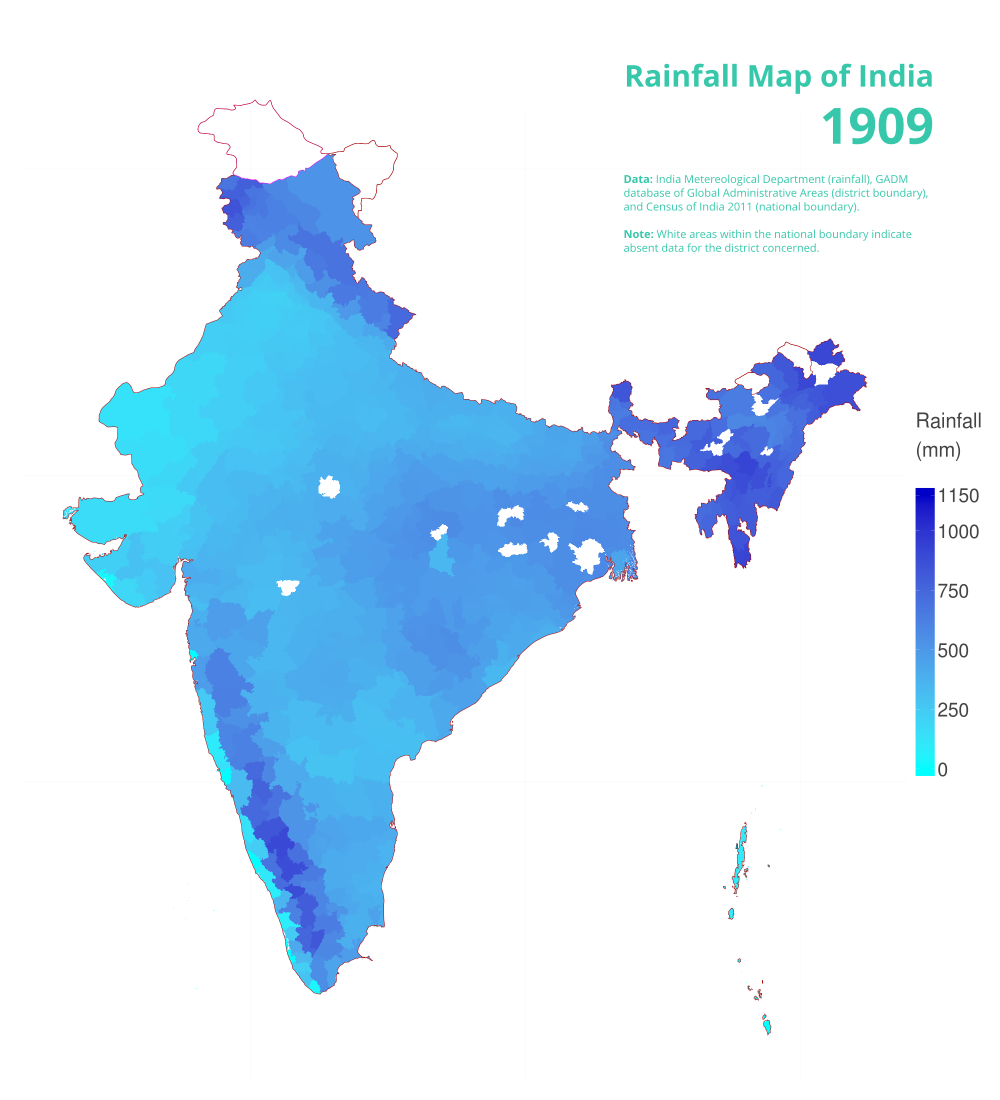 Rainfall Map of India
1909
Data: India Metereological Department (rainfall), GADM
database of Global Administrative Areas (district boundary),
and Census of India 2011 (national boundary).
Note: White areas within the national boundary indicate
absent data for the district concerned.
Rainfall
(mm)
1150
1000
750
500
250
0